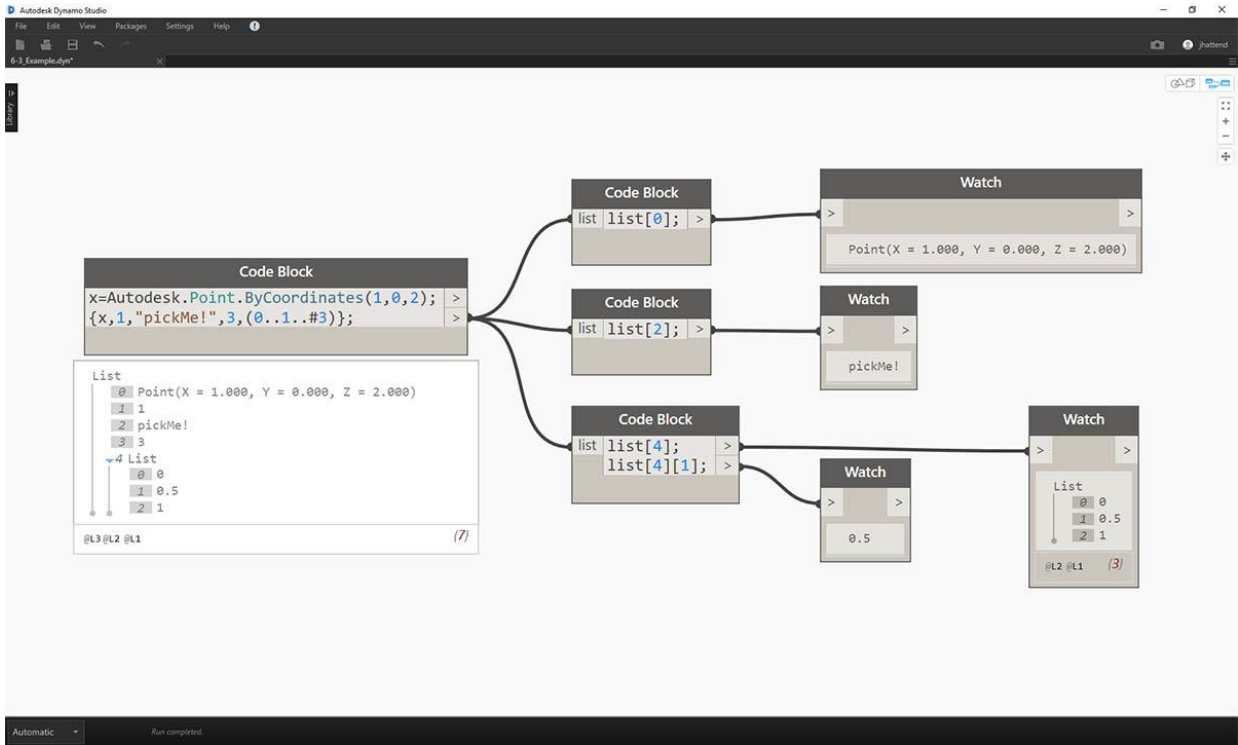 Autodesk Dynamo Studio
File Edit View Packages Settings Help !
jhattend
6-3_Example.dyn*
Library
Code Block
x=Autodesk.Point.ByCoordinates(1,0,2); >
{x,1,"pickMe!",3,(0..1..#3)}; >
List
0 Point(X = 1.000, Y = 0.000, Z = 2.000)
1 1
2 pickMe!
3 3
4 List
0 0
1 0.5
2 1
@L3 @L2 @L1 {7}
Code Block
list list[0]; >
Watch
> >
Point(X = 1.000, Y = 0.000, Z = 2.000)
Code Block
list list[2]; >
Watch
> >
pickMe!
Code Block
list list[4]; >
list[4][1]; >
Watch
> >
0.5
Watch
> >
List
0 0
1 0.5
2 1
@L2 @L1 {3}
Automatic
Run completed.